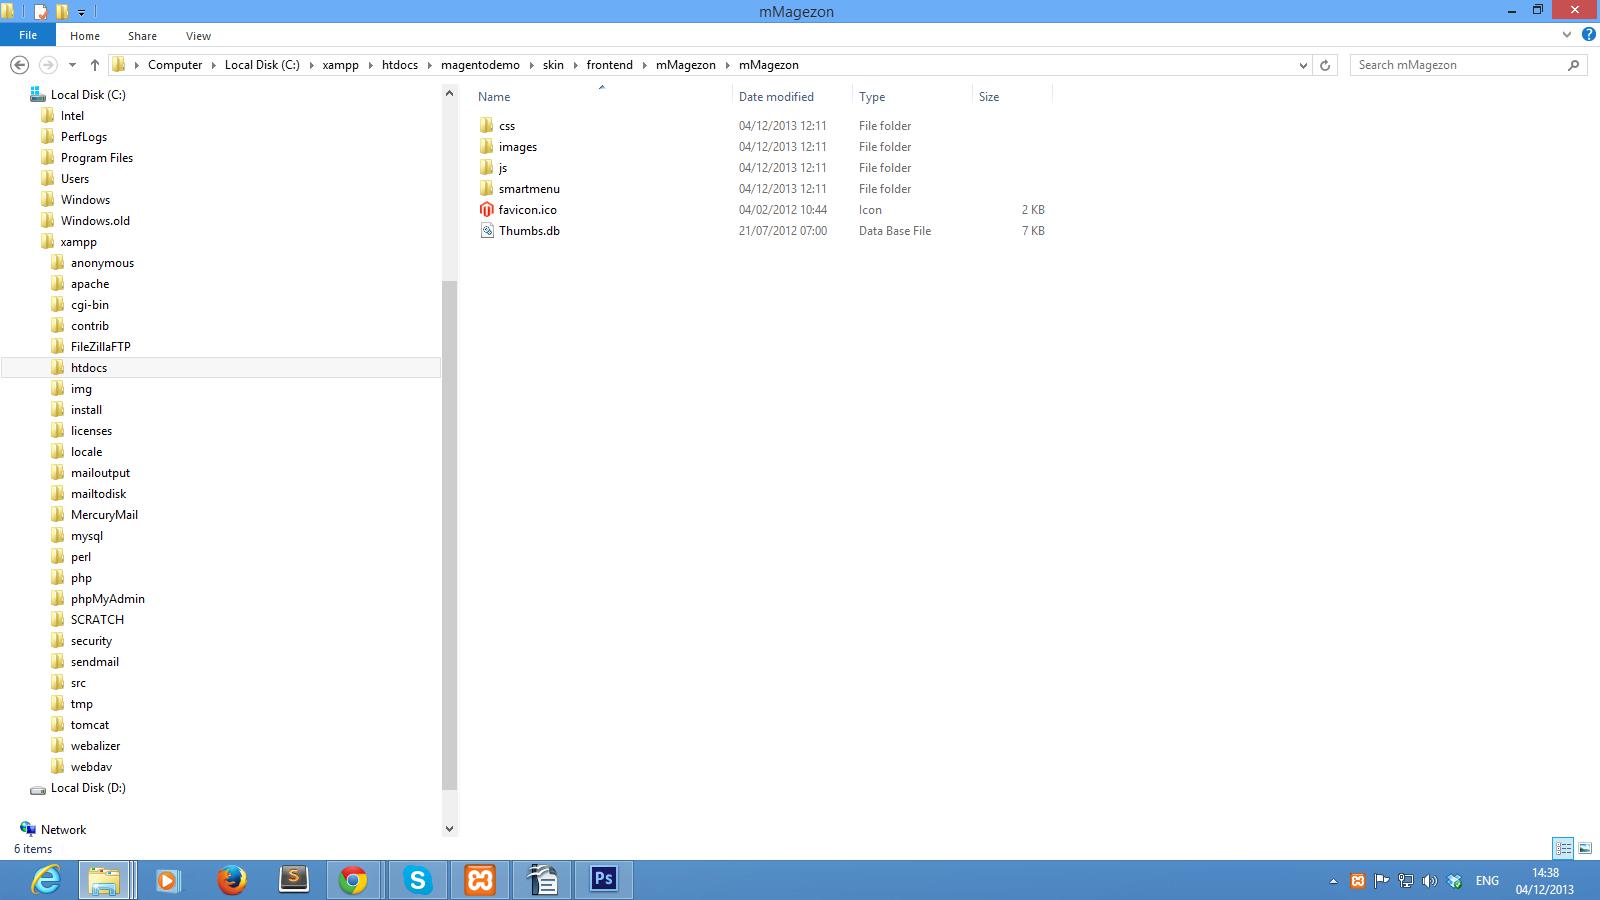 mMagezon
File Home Share View
Computer Local Disk (C:) xampp htdocs magentodemo skin frontend mMagezon mMagezon Search mMagezon
Local Disk (C:)
Intel
PerfLogs
Program Files
Users
Windows
Windows.old
xampp
anonymous
apache
cgi-bin
contrib
FileZillaFTP
htdocs
img
install
licenses
locale
mailoutput
mailtodisk
MercuryMail
mysql
perl
php
phpMyAdmin
SCRATCH
security
sendmail
src
tmp
tomcat
webalizer
webdav
Local Disk (D:)
Network
Name Date modified Type Size
css 04/12/2013 12:11 File folder
images 04/12/2013 12:11 File folder
js 04/12/2013 12:11 File folder
smartmenu 04/12/2013 12:11 File folder
favicon.ico 04/02/2012 10:44 Icon 2 KB
Thumbs.db 21/07/2012 07:00 Data Base File 7 KB
6 items
Ps
ENG
14:38
04/12/2013